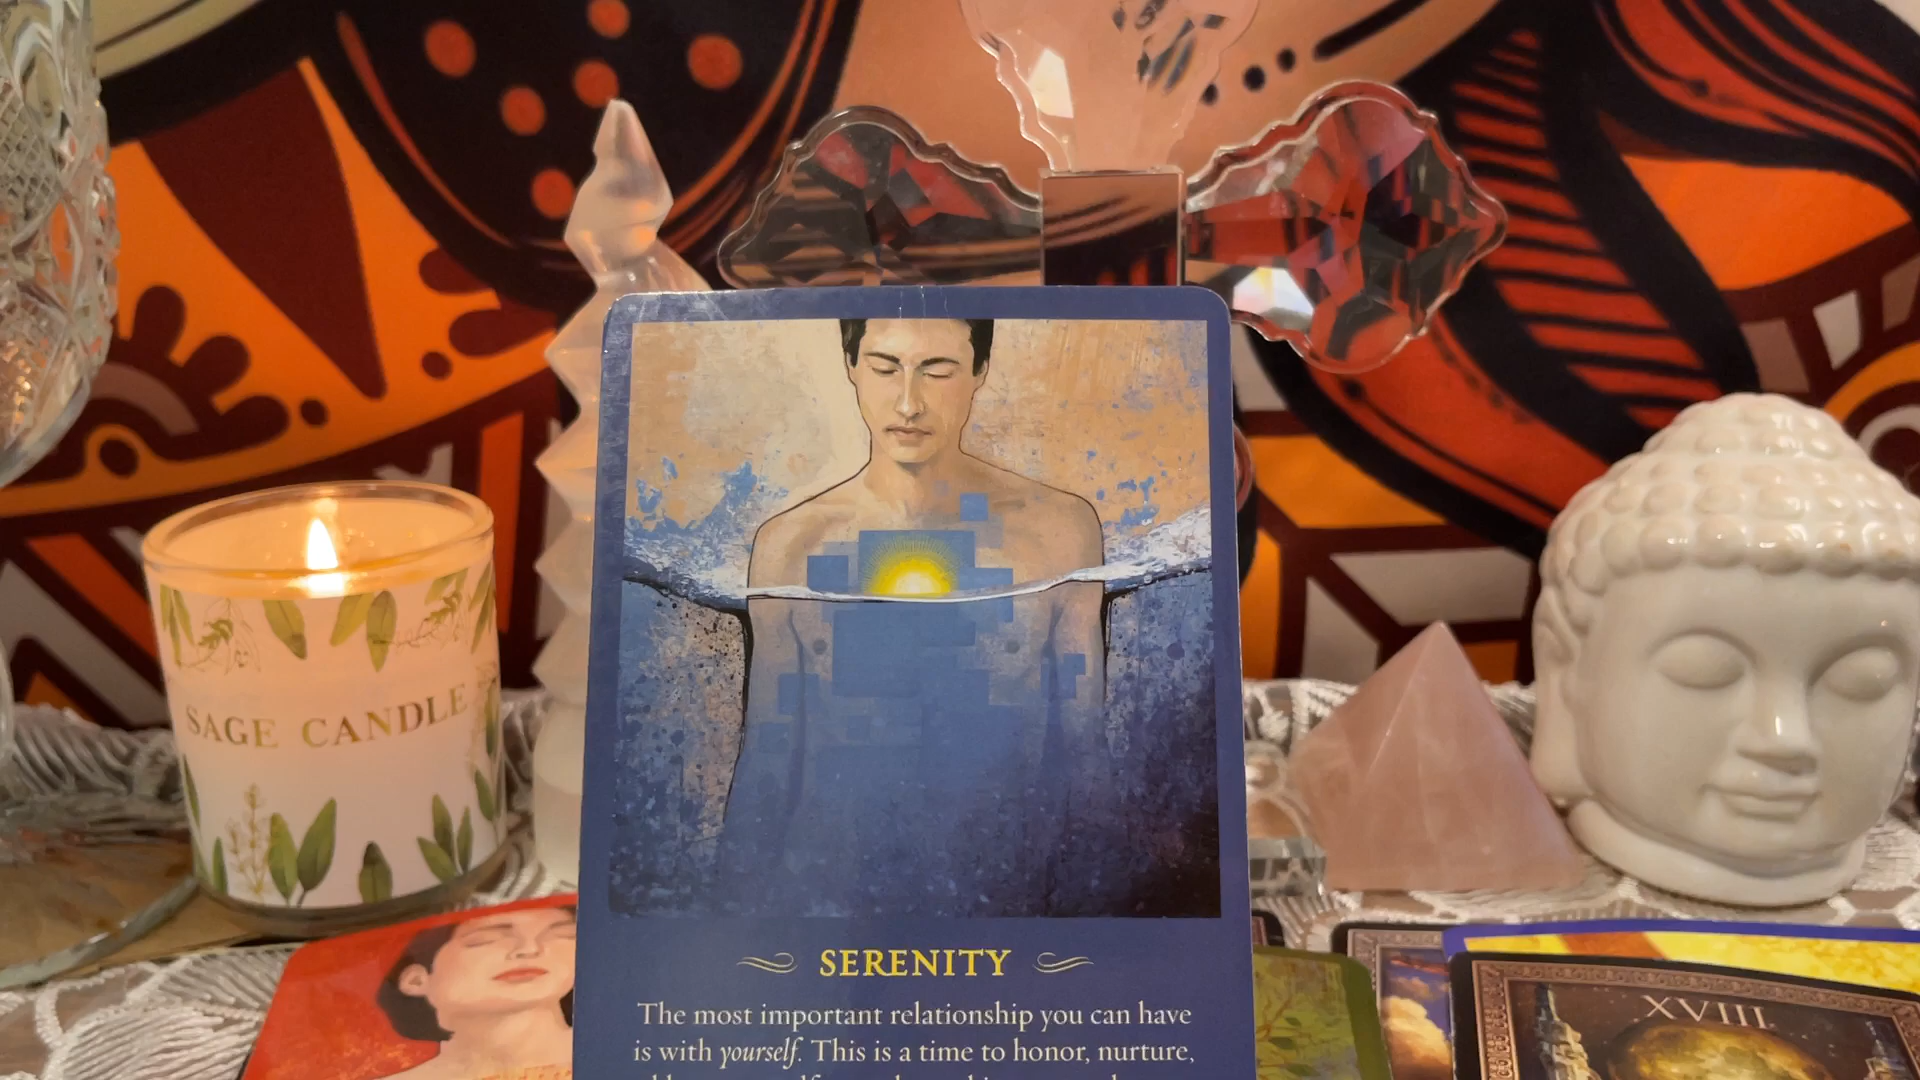 SAGE CANDLE
SERENITY
The most important relationship you can have
is with yourself. This is a time to honor, nurture,
XVIII